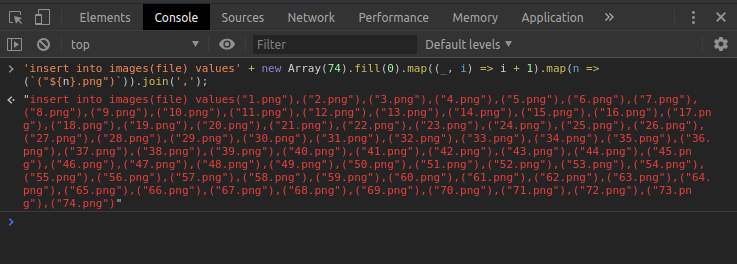 Elements Console Sources Network Performance Memory Application »
top Filter Default levels
'insert into images(file) values' + new Array(74).fill(0).map((_, i) => i + 1).map(n =>
(`("${n}.png")`)).join(',');
"insert into images(file) values("1.png"),("2.png"),("3.png"),("4.png"),("5.png"),("6.png"),("7.png"),
("8.png"),("9.png"),("10.png"),("11.png"),("12.png"),("13.png"),("14.png"),("15.png"),("16.png"),("17.pn
g"),("18.png"),("19.png"),("20.png"),("21.png"),("22.png"),("23.png"),("24.png"),("25.png"),("26.png"),
("27.png"),("28.png"),("29.png"),("30.png"),("31.png"),("32.png"),("33.png"),("34.png"),("35.png"),("36.
png"),("37.png"),("38.png"),("39.png"),("40.png"),("41.png"),("42.png"),("43.png"),("44.png"),("45.pn
g"),("46.png"),("47.png"),("48.png"),("49.png"),("50.png"),("51.png"),("52.png"),("53.png"),("54.png"),
("55.png"),("56.png"),("57.png"),("58.png"),("59.png"),("60.png"),("61.png"),("62.png"),("63.png"),("64.
png"),("65.png"),("66.png"),("67.png"),("68.png"),("69.png"),("70.png"),("71.png"),("72.png"),("73.pn
g"),("74.png")"